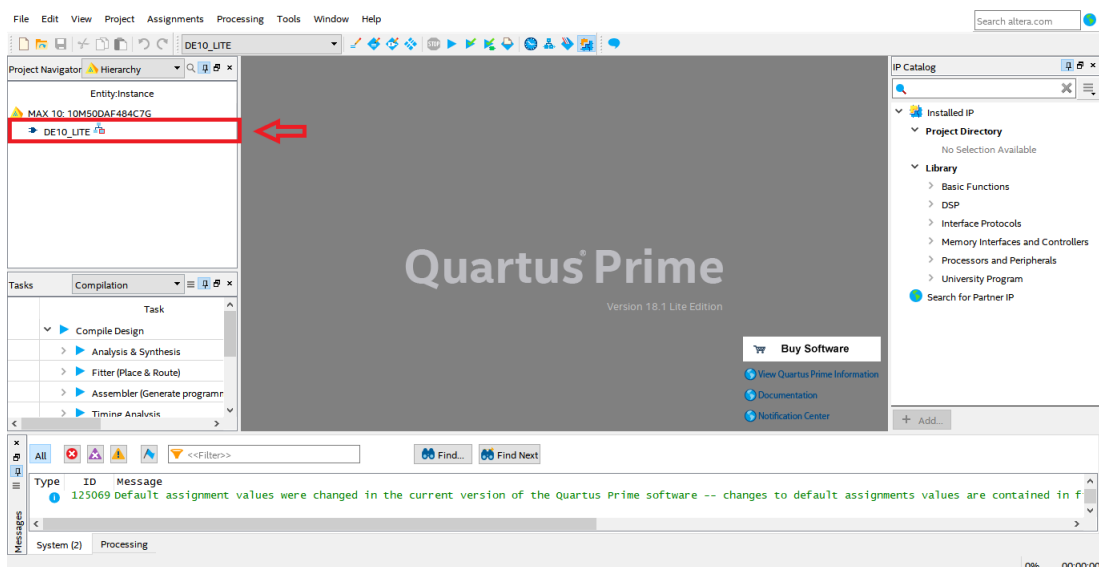 File Edit View Project Assignments Processing Tools Window Help
Search altera.com
DE10_LITE
Project Navigator Hierarchy
Entity:Instance
MAX 10: 10M50DAF484C7G
DE10_LITE
Tasks Compilation
Task
Compile Design
Analysis & Synthesis
Fitter (Place & Route)
Assembler (Generate programr
Timing Analysis
Quartus Prime
Version 18.1 Lite Edition
Buy Software
View Quartus Prime Information
Documentation
Notification Center
IP Catalog
Installed IP
Project Directory
No Selection Available
Library
Basic Functions
DSP
Interface Protocols
Memory Interfaces and Controllers
Processors and Peripherals
University Program
Search for Partner IP
+ Add...
All <<Filter>> Find... Find Next
Type ID Message
125069 Default assignment values were changed in the current version of the Quartus Prime software -- changes to default assignments values are contained in f
Messages
System (2) Processing
0% 00:00:00